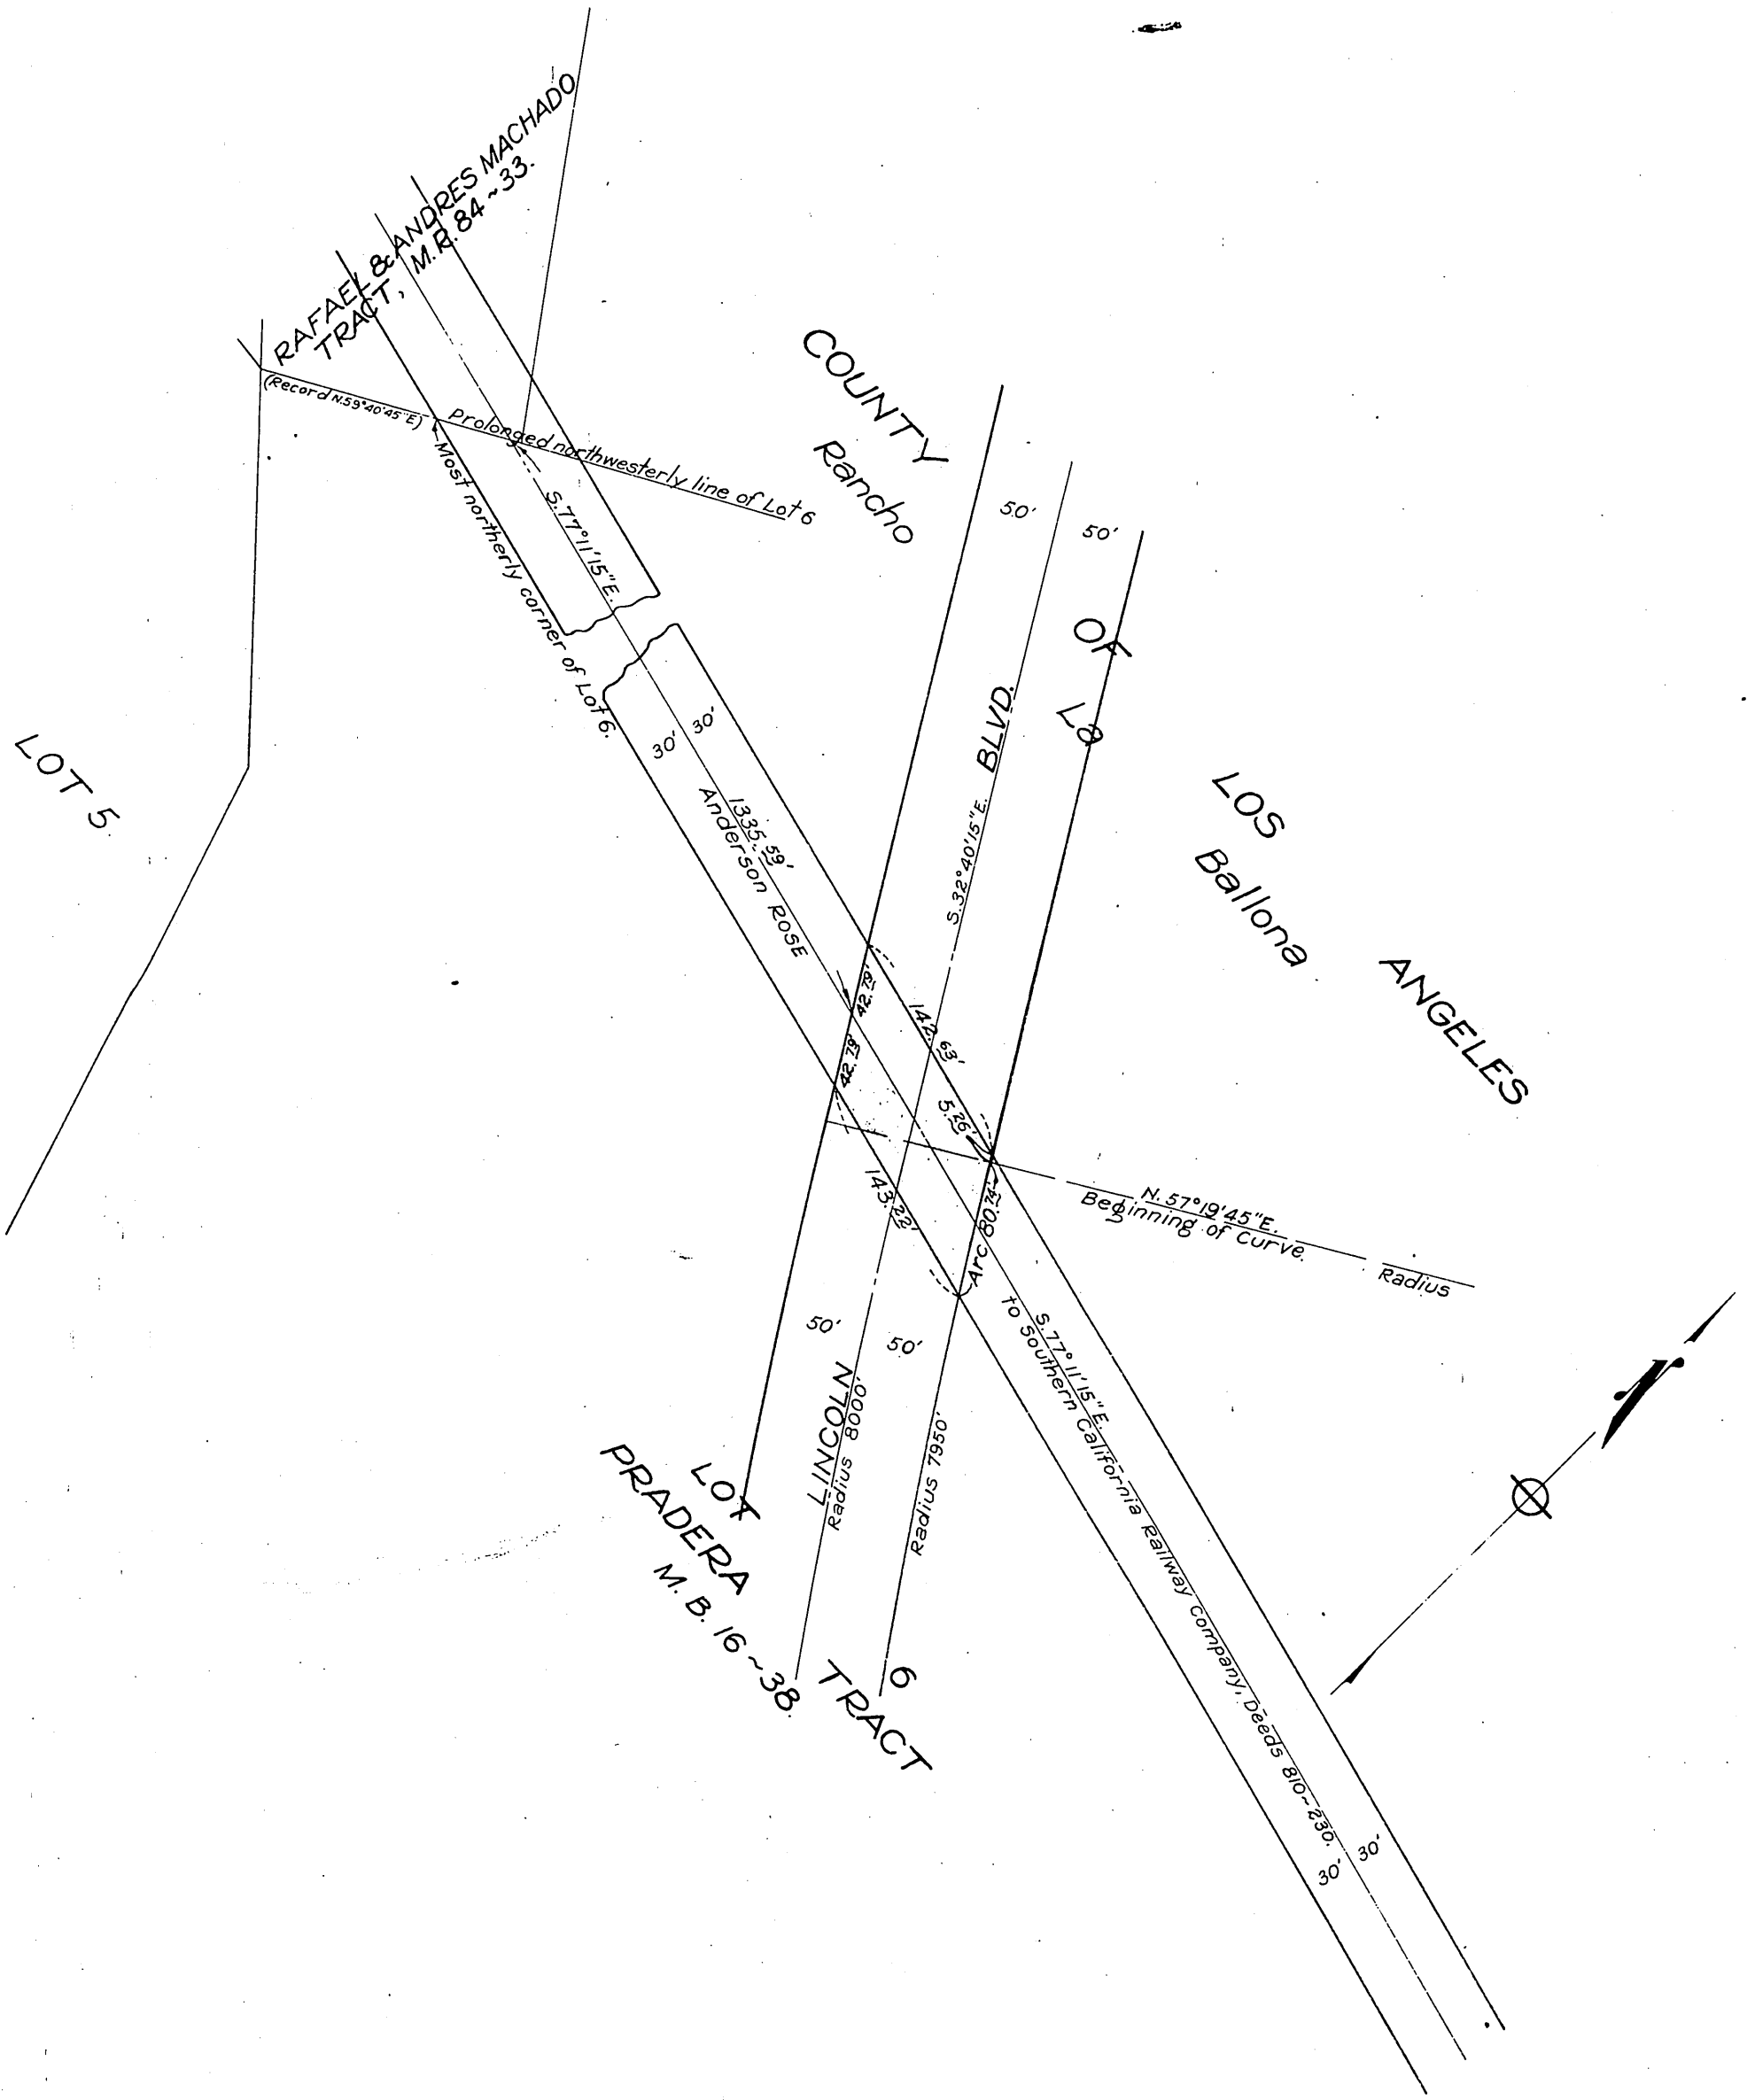 RAFAEL & ANDRES MACHADO
TRACT, M.R. 84~33.
(Record N.59°40'45"E)
Prolonged northwesterly line of Lot 6
Most northerly corner of Lot 6.
S.77°11'15"E.
COUNTY
Rancho
50'
50'
OF
La
BLVD.
S.32°40'15"E.
LOS
Ballona
ANGELES
LOT 5.
30'
30'
1335.59'
Anderson ROSE
42.79'
42.79'
142.63'
5.26'
143.22'
Arc 80.74'
N. 57°19'45"E.
Beginning of Curve.
Radius
50'
50'
LINCOLN
Radius 8000'
Radius 7950'
S.77°11'15"E.
to Southern California Railway Company, Deeds 810~230.
LOT
PRADERA
M. B. 16~38.
6
TRACT
30'
30'